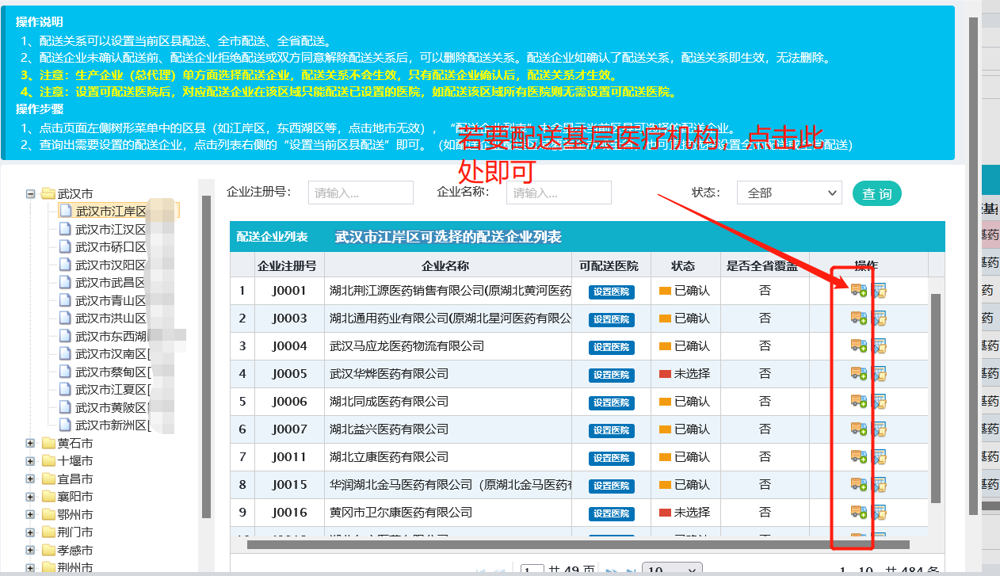 操作说明
1、配送关系可以设置当前区县配送、全市配送、全省配送。
2、配送企业未确认配送前、配送企业拒绝配送或双方同意解除配送关系后，可以删除配送关系。配送企业如确认了配送关系，配送关系即生效，无法删除。
3、注意：生产企业（总代理）单方面选择配送企业，配送关系不会生效，只有配送企业确认后，配送关系才生效。
4、注意：设置可配送医院后，对应配送企业在该区域只能配送已设置的医院，如配送该区域所有医院则无需设置可配送医院。
操作步骤
1、点击页面左侧树形菜单中的区县（如江岸区，东西湖区等，点击地市无效），“配送企业列表”
2、查询出需要设置的配送企业，点击列表右侧的“设置当前区县配送”即可。（如
若要配送基层医疗机构，点击此
处即可
武汉市
武汉市江岸区
武汉市江汉区
武汉市硚口区
武汉市汉阳区
武汉市武昌区
武汉市青山区
武汉市洪山区
武汉市东西湖
武汉市汉南区[
武汉市蔡甸区[
武汉市江夏区[
武汉市黄陂区[
武汉市新洲区[
黄石市
十堰市
宜昌市
襄阳市
鄂州市
荆门市
孝感市
荆州市
企业注册号： 请输入... 企业名称： 请输入... 状态： 全部 查 询
配送企业列表 武汉市江岸区可选择的配送企业列表
企业注册号 企业名称 可配送医院 状态 是否全省覆盖 操作
1 J0001 湖北荆江源医药销售有限公司(原湖北黄河医药 设置医院 已确认 否
2 J0003 湖北通用药业有限公司(原湖北星河医药有限公 设置医院 已确认 否
3 J0004 武汉马应龙医药物流有限公司 设置医院 已确认 否
4 J0005 武汉华烨医药有限公司 设置医院 未选择 否
5 J0006 湖北同成医药有限公司 设置医院 已确认 否
6 J0007 湖北益兴医药有限公司 设置医院 已确认 否
7 J0011 湖北立康医药有限公司 设置医院 已确认 否
8 J0015 华润湖北金马医药有限公司（原湖北金马医药有 设置医院 已确认 否
9 J0016 黄冈市卫尔康医药有限公司 设置医院 未选择 否
1 共 49 页 10 1 - 10 共 484 条
基药
基药
药
药
基药
基药
基药
基药
基药
基药